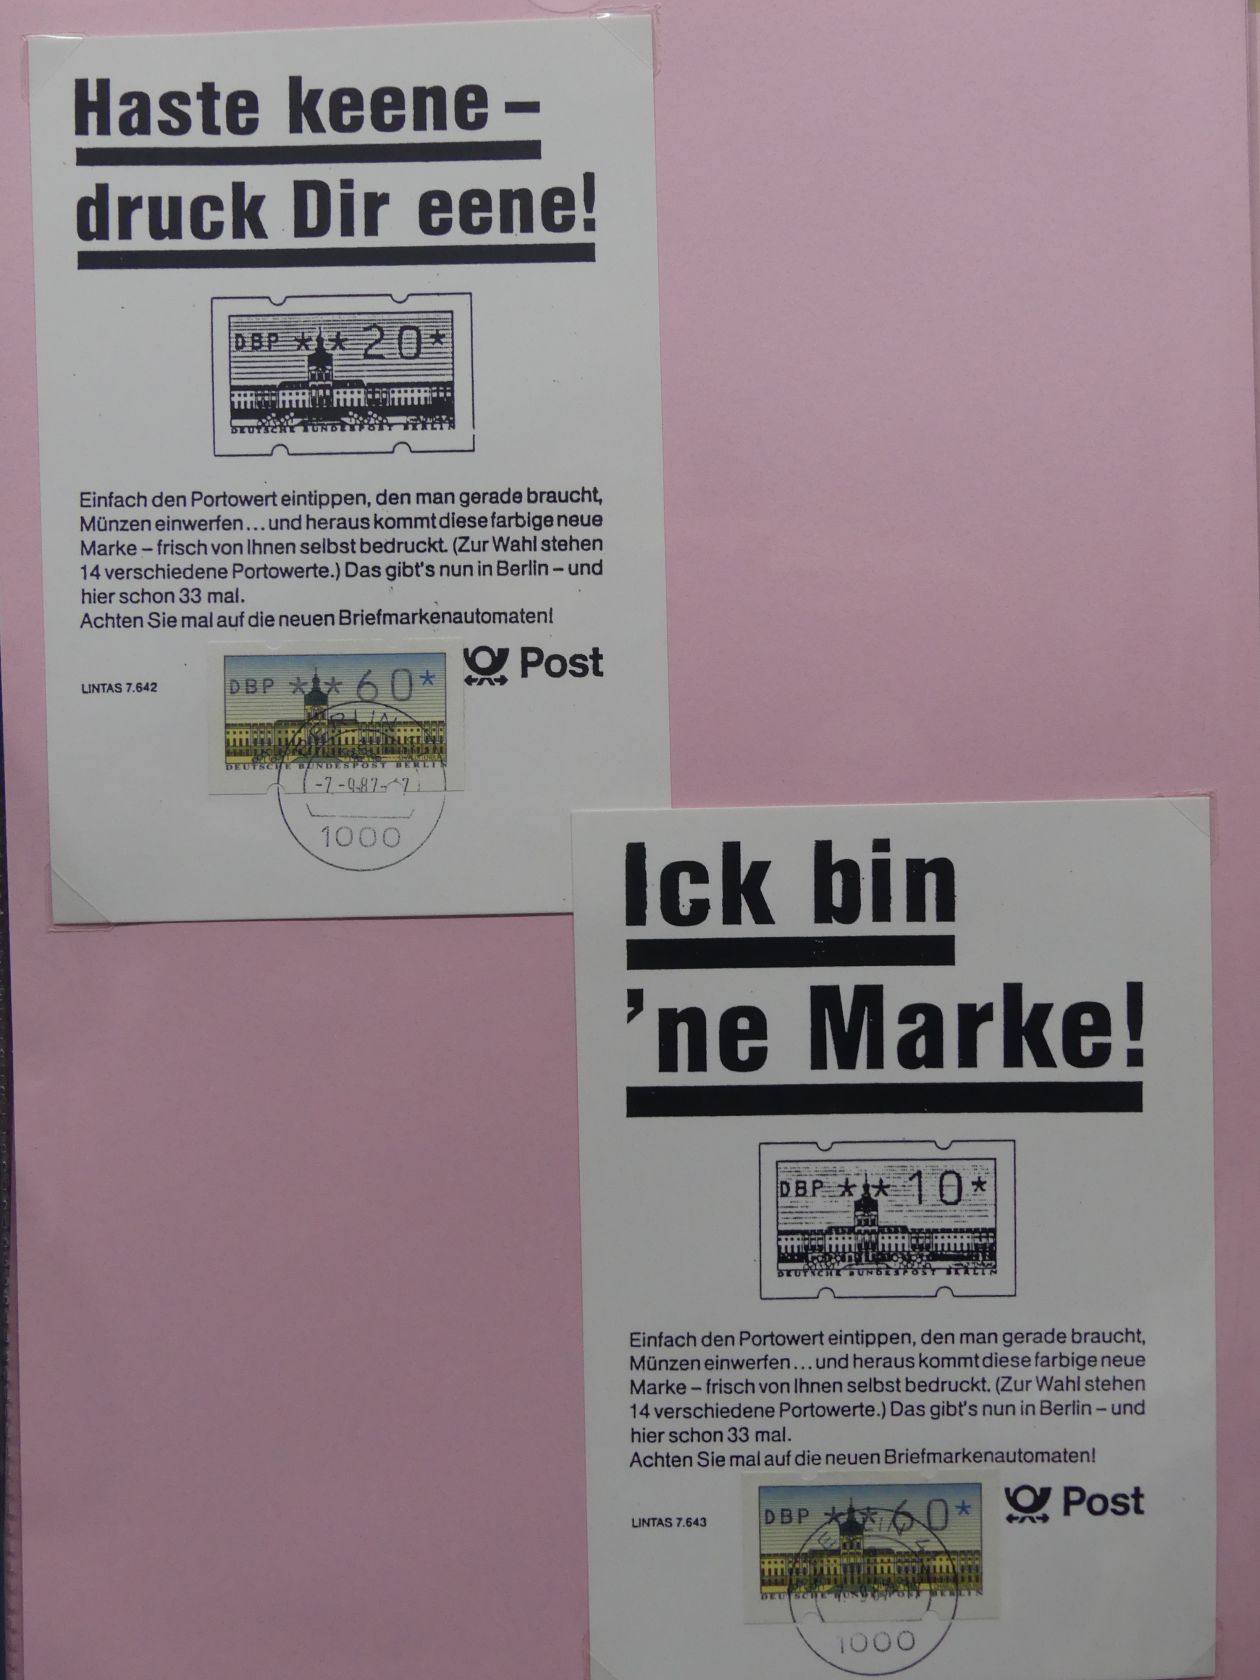 Haste keene –
druck Dir eene!
DBP ** 20*
DEUTSCHE BUNDESPOST BERLIN
Einfach den Portowert eintippen, den man gerade braucht,
Münzen einwerfen... und heraus kommt diese farbige neue
Marke – frisch von Ihnen selbst bedruckt. (Zur Wahl stehen
14 verschiedene Portowerte.) Das gibt's nun in Berlin – und
hier schon 33 mal.
Achten Sie mal auf die neuen Briefmarkenautomaten!
Post
LINTAS 7.642
DBP ** 60*
DEUTSCHE BUNDESPOST BERLIN
1000
Ick bin
'ne Marke!
DBP ** 10*
DEUTSCHE BUNDESPOST BERLIN
Einfach den Portowert eintippen, den man gerade braucht,
Münzen einwerfen... und heraus kommt diese farbige neue
Marke – frisch von Ihnen selbst bedruckt. (Zur Wahl stehen
14 verschiedene Portowerte.) Das gibt's nun in Berlin – und
hier schon 33 mal.
Achten Sie mal auf die neuen Briefmarkenautomaten!
Post
LINTAS 7.643
DBP ** 60*
DEUTSCHE BUNDESPOST BERLIN
1000